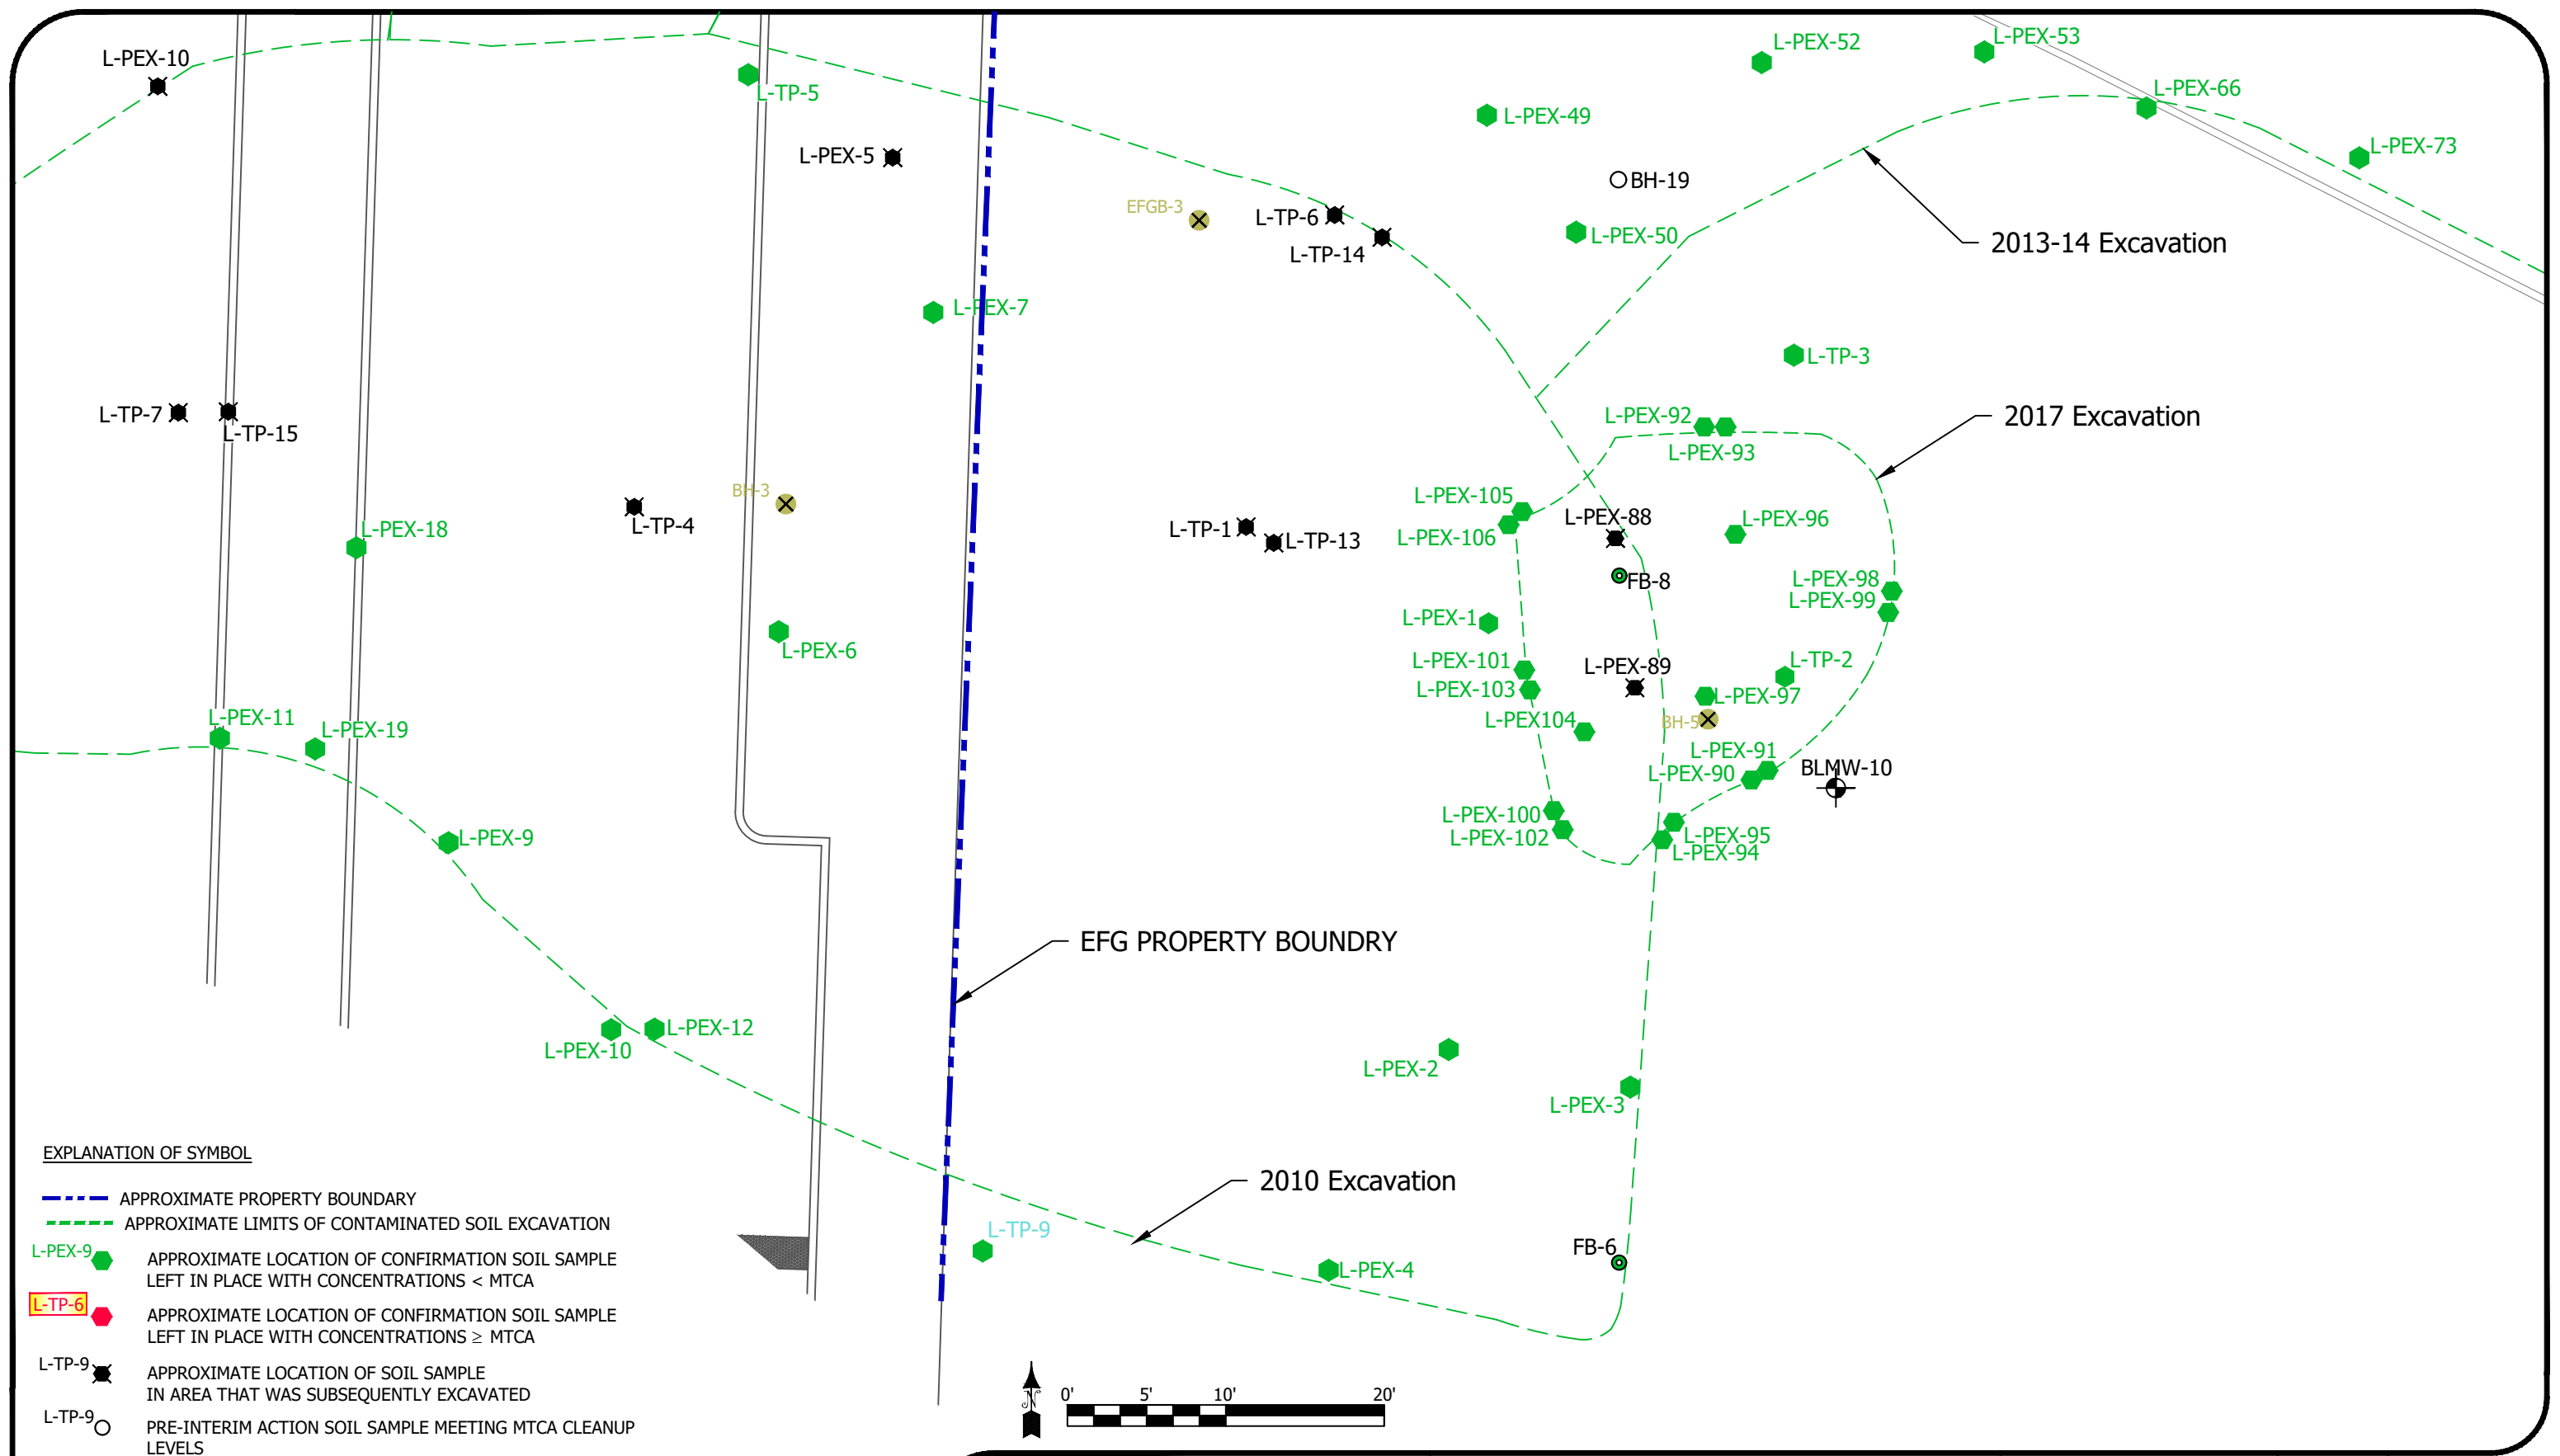 L-PEX-10
L-TP-5
L-PEX-5
L-PEX-52
L-PEX-53
L-PEX-66
L-PEX-49
L-PEX-73
BH-19
EFGB-3
L-TP-6
L-TP-14
L-PEX-50
2013-14 Excavation
L-PEX-7
L-TP-3
L-TP-7
L-TP-15
L-PEX-92
L-PEX-93
2017 Excavation
BH-3
L-TP-4
L-PEX-18
L-TP-1
L-TP-13
L-PEX-105
L-PEX-106
L-PEX-88
L-PEX-96
FB-8
L-PEX-98
L-PEX-99
L-PEX-1
L-PEX-6
L-PEX-101
L-PEX-103
L-PEX-89
L-TP-2
L-PEX-97
L-PEX104
BH-5
L-PEX-11
L-PEX-19
L-PEX-91
L-PEX-90
BLMW-10
L-PEX-100
L-PEX-102
L-PEX-95
L-PEX-94
L-PEX-9
EFG PROPERTY BOUNDRY
L-PEX-12
L-PEX-10
L-PEX-2
L-PEX-3
2010 Excavation
L-TP-9
L-PEX-4
FB-6
EXPLANATION OF SYMBOL
APPROXIMATE PROPERTY BOUNDARY
APPROXIMATE LIMITS OF CONTAMINATED SOIL EXCAVATION
L-PEX-9
APPROXIMATE LOCATION OF CONFIRMATION SOIL SAMPLE
LEFT IN PLACE WITH CONCENTRATIONS < MTCA
L-TP-6
APPROXIMATE LOCATION OF CONFIRMATION SOIL SAMPLE
LEFT IN PLACE WITH CONCENTRATIONS ≥ MTCA
L-TP-9
APPROXIMATE LOCATION OF SOIL SAMPLE
IN AREA THAT WAS SUBSEQUENTLY EXCAVATED
L-TP-9
PRE-INTERIM ACTION SOIL SAMPLE MEETING MTCA CLEANUP
LEVELS
N
0' 5' 10' 20'